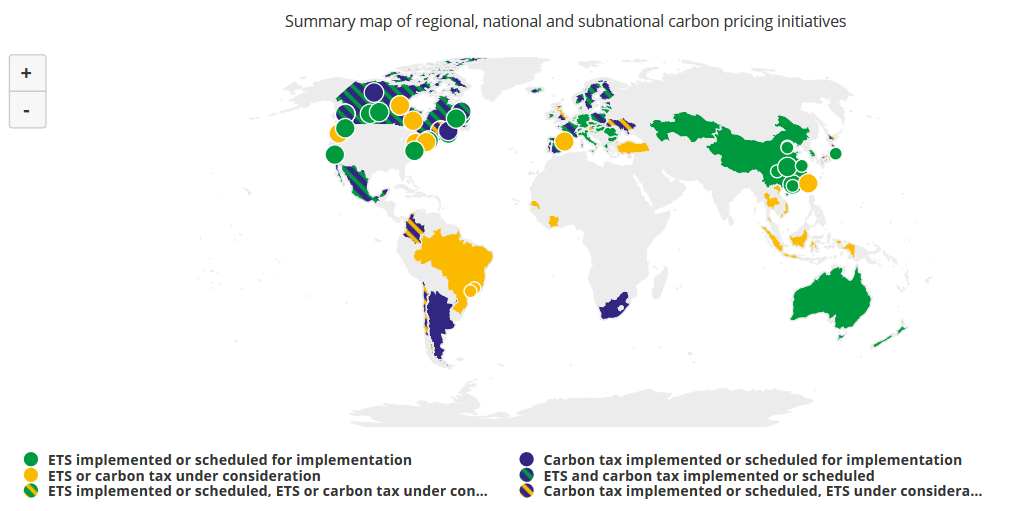 Summary map of regional, national and subnational carbon pricing initiatives
+
-
ETS implemented or scheduled for implementation
Carbon tax implemented or scheduled for implementation
ETS or carbon tax under consideration
ETS and carbon tax implemented or scheduled
ETS implemented or scheduled, ETS or carbon tax under con...
Carbon tax implemented or scheduled, ETS under considera...